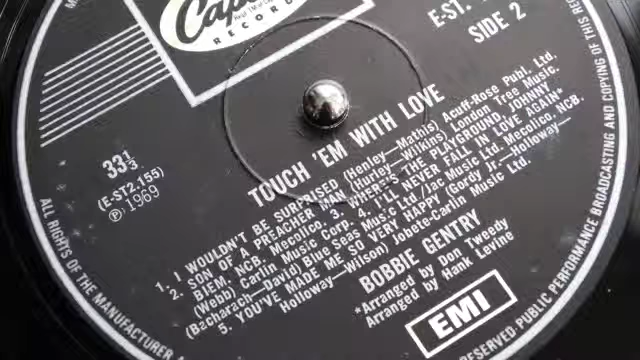 Capitol
RECORDS
E-ST.
SIDE 2
33⅓
(E-ST2.155)
℗ 1969
TOUCH 'EM WITH LOVE
1. I WOULDN'T BE SURPRISED (Henley—Mathis) Acuff-Rose Publ. Ltd.
2. SON OF A PREACHER MAN (Hurley—Wilkins) London Tree Music.
BIEM. NCB. Mecolico. 3. WHERE'S THE PLAYGROUND, JOHNNY
(Webb) Carlin Music Corp. 4. I'LL NEVER FALL IN LOVE AGAIN*
(Bacharach—David) Blue Seas Music Ltd/Jac Music Ltd. Mecolico. NCB.
5. YOU'VE MADE ME SO VERY HAPPY (Gordy Jr—Holloway—
Holloway—Wilson) Jobete-Carlin Music Ltd.
BOBBIE GENTRY
*Arranged by Don Tweedy
Arranged by Hank Levine
EMI
ALL RIGHTS OF THE MANUFACTURER
RESERVED·PUBLIC PERFORMANCE BROADCASTING AND COPYING OF THIS